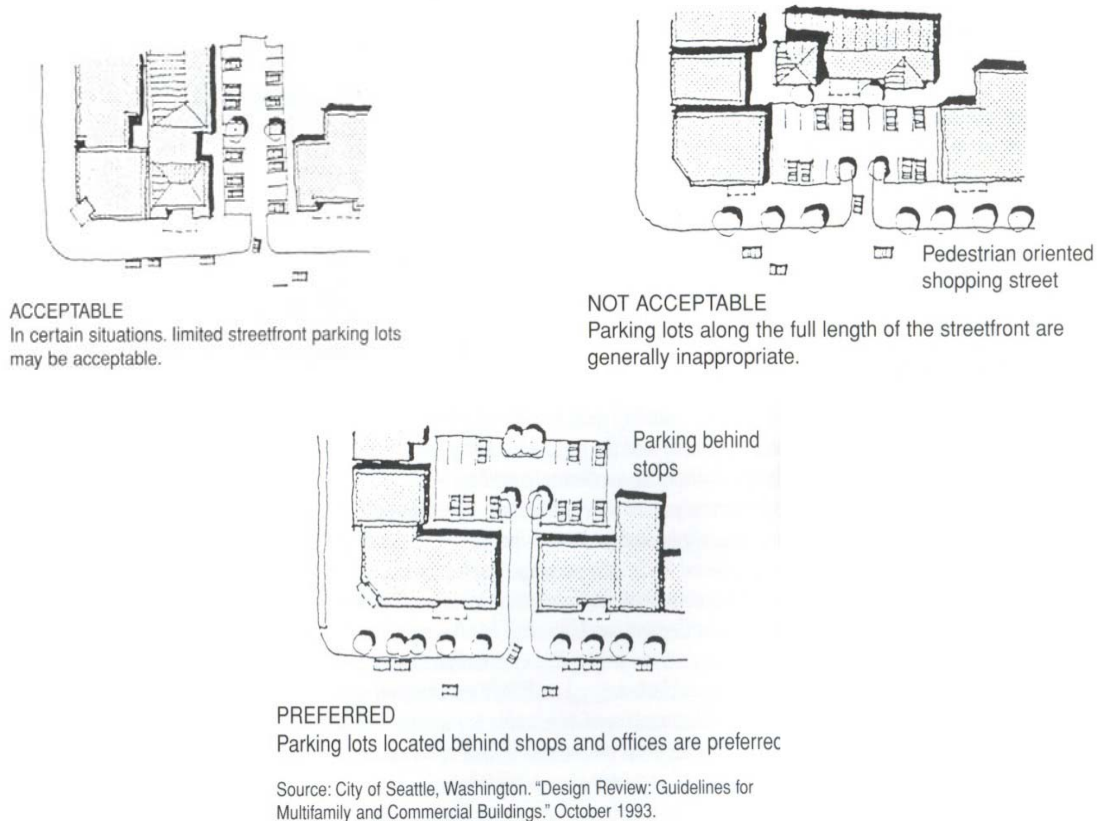 ACCEPTABLE
In certain situations. limited streetfront parking lots
may be acceptable.
Pedestrian oriented
shopping street
NOT ACCEPTABLE
Parking lots along the full length of the streetfront are
generally inappropriate.
Parking behind
stops
PREFERRED
Parking lots located behind shops and offices are preferred
Source: City of Seattle, Washington. “Design Review: Guidelines for
Multifamily and Commercial Buildings.” October 1993.